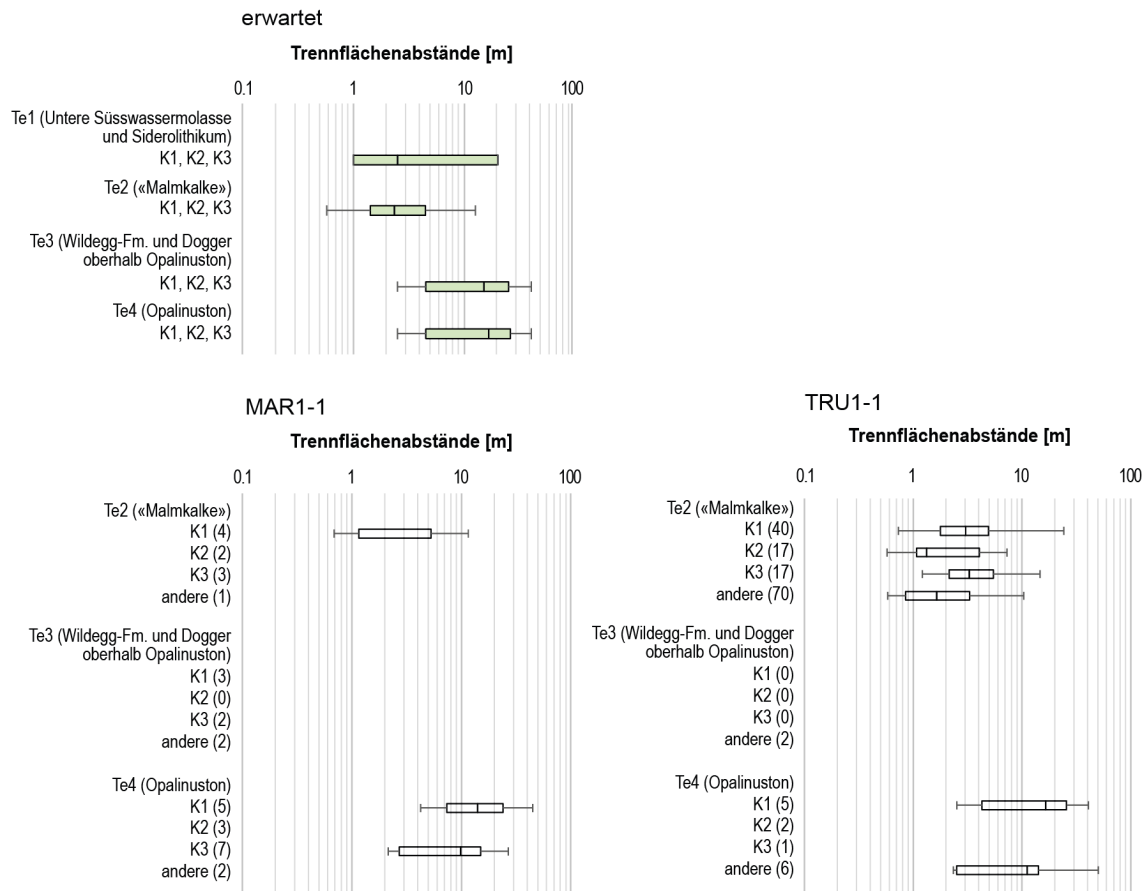 erwartet
Trennflächenabstände [m]
0.1 1 10 100
Te1 (Untere Süsswassermolasse
und Siderolithikum)
K1, K2, K3
Te2 («Malmkalke»)
K1, K2, K3
Te3 (Wildegg-Fm. und Dogger
oberhalb Opalinuston)
K1, K2, K3
Te4 (Opalinuston)
K1, K2, K3
MAR1-1
Trennflächenabstände [m]
0.1 1 10 100
Te2 («Malmkalke»)
K1 (4)
K2 (2)
K3 (3)
andere (1)
Te3 (Wildegg-Fm. und Dogger
oberhalb Opalinuston)
K1 (3)
K2 (0)
K3 (2)
andere (2)
Te4 (Opalinuston)
K1 (5)
K2 (3)
K3 (7)
andere (2)
TRU1-1
Trennflächenabstände [m]
0.1 1 10 100
Te2 («Malmkalke»)
K1 (40)
K2 (17)
K3 (17)
andere (70)
Te3 (Wildegg-Fm. und Dogger
oberhalb Opalinuston)
K1 (0)
K2 (0)
K3 (0)
andere (2)
Te4 (Opalinuston)
K1 (5)
K2 (2)
K3 (1)
andere (6)